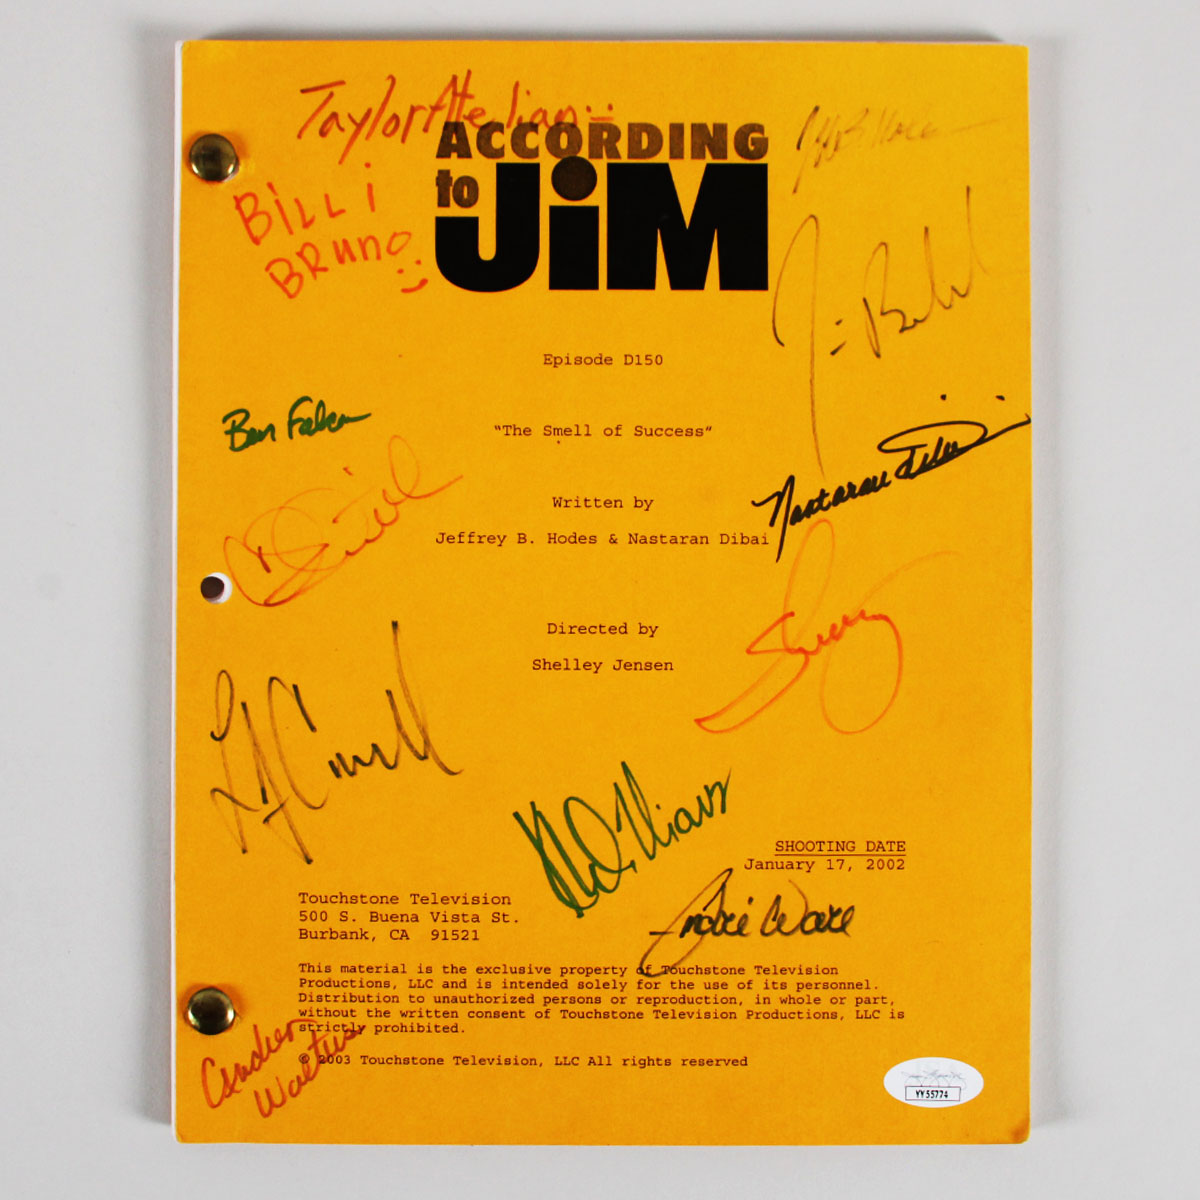 Taylor Atelian
ACCORDING
to
JiM
BiLLi
BRUNO
Episode D150
Ben
"The Smell of Success"
Nastaran
Written by
Jeffrey B. Hodes & Nastaran Dibai
Directed by
Shelley Jensen
Williams
SHOOTING DATE
January 17, 2002
Touchstone Television
500 S. Buena Vista St.
Burbank, CA 91521
This material is the exclusive property of Touchstone Television
Productions, LLC and is intended solely for the use of its personnel.
Distribution to unauthorized persons or reproduction, in whole or part,
without the written consent of Touchstone Television Productions, LLC is
strictly prohibited.
© 2003 Touchstone Television, LLC All rights reserved
YY55774